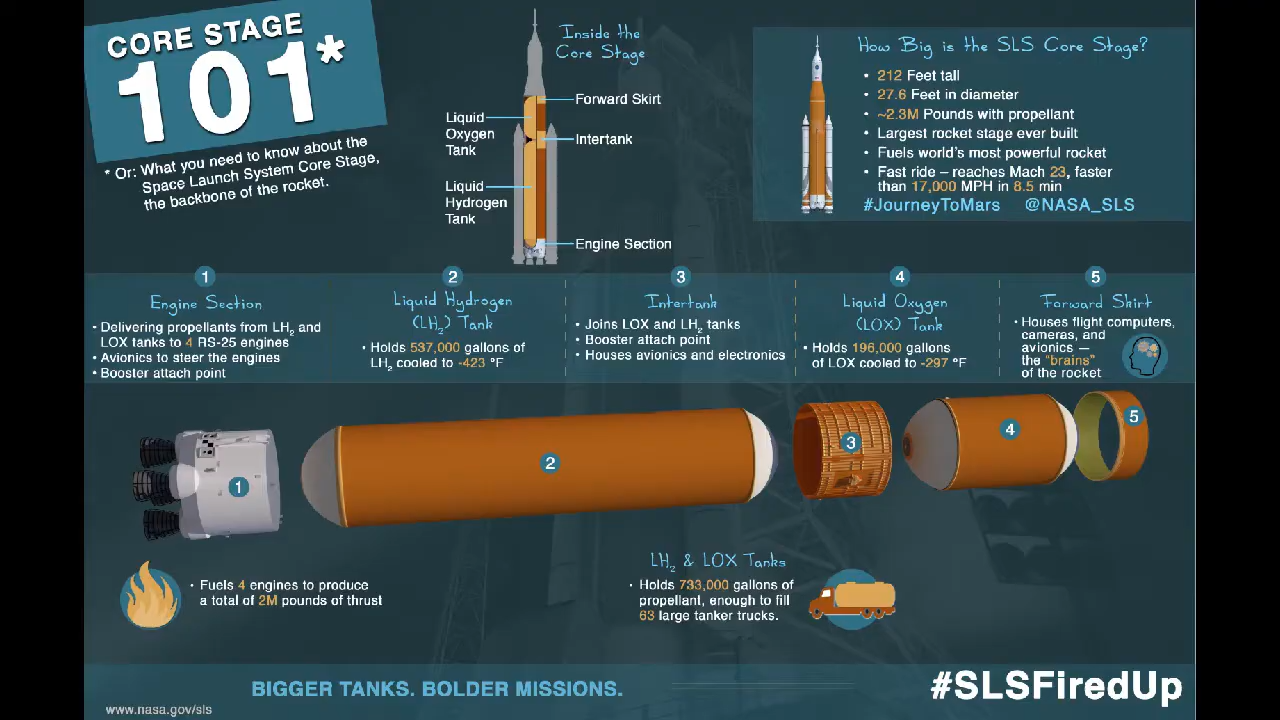 CORE STAGE
101*
* Or: What you need to know about the
Space Launch System Core Stage,
the backbone of the rocket.
Inside the
Core Stage
Forward Skirt
Liquid
Oxygen
Tank
Intertank
Liquid
Hydrogen
Tank
Engine Section
How Big is the SLS Core Stage?
• 212 Feet tall
• 27.6 Feet in diameter
• ~2.3M Pounds with propellant
• Largest rocket stage ever built
• Fuels world's most powerful rocket
• Fast ride – reaches Mach 23, faster
than 17,000 MPH in 8.5 min
#JourneyToMars @NASA_SLS
1
Engine Section
• Delivering propellants from LH2 and
LOX tanks to 4 RS-25 engines
• Avionics to steer the engines
• Booster attach point
2
Liquid Hydrogen
(LH2) Tank
• Holds 537,000 gallons of
LH2 cooled to -423 °F
3
Intertank
• Joins LOX and LH2 tanks
• Booster attach point
• Houses avionics and electronics
4
Liquid Oxygen
(LOX) Tank
• Holds 196,000 gallons
of LOX cooled to -297 °F
5
Forward Skirt
• Houses flight computers,
cameras, and
avionics —
the "brains"
of the rocket
1
2
3
4
5
• Fuels 4 engines to produce
a total of 2M pounds of thrust
LH2 & LOX Tanks
• Holds 733,000 gallons of
propellant, enough to fill
63 large tanker trucks.
BIGGER TANKS. BOLDER MISSIONS.
#SLSFiredUp
www.nasa.gov/sls